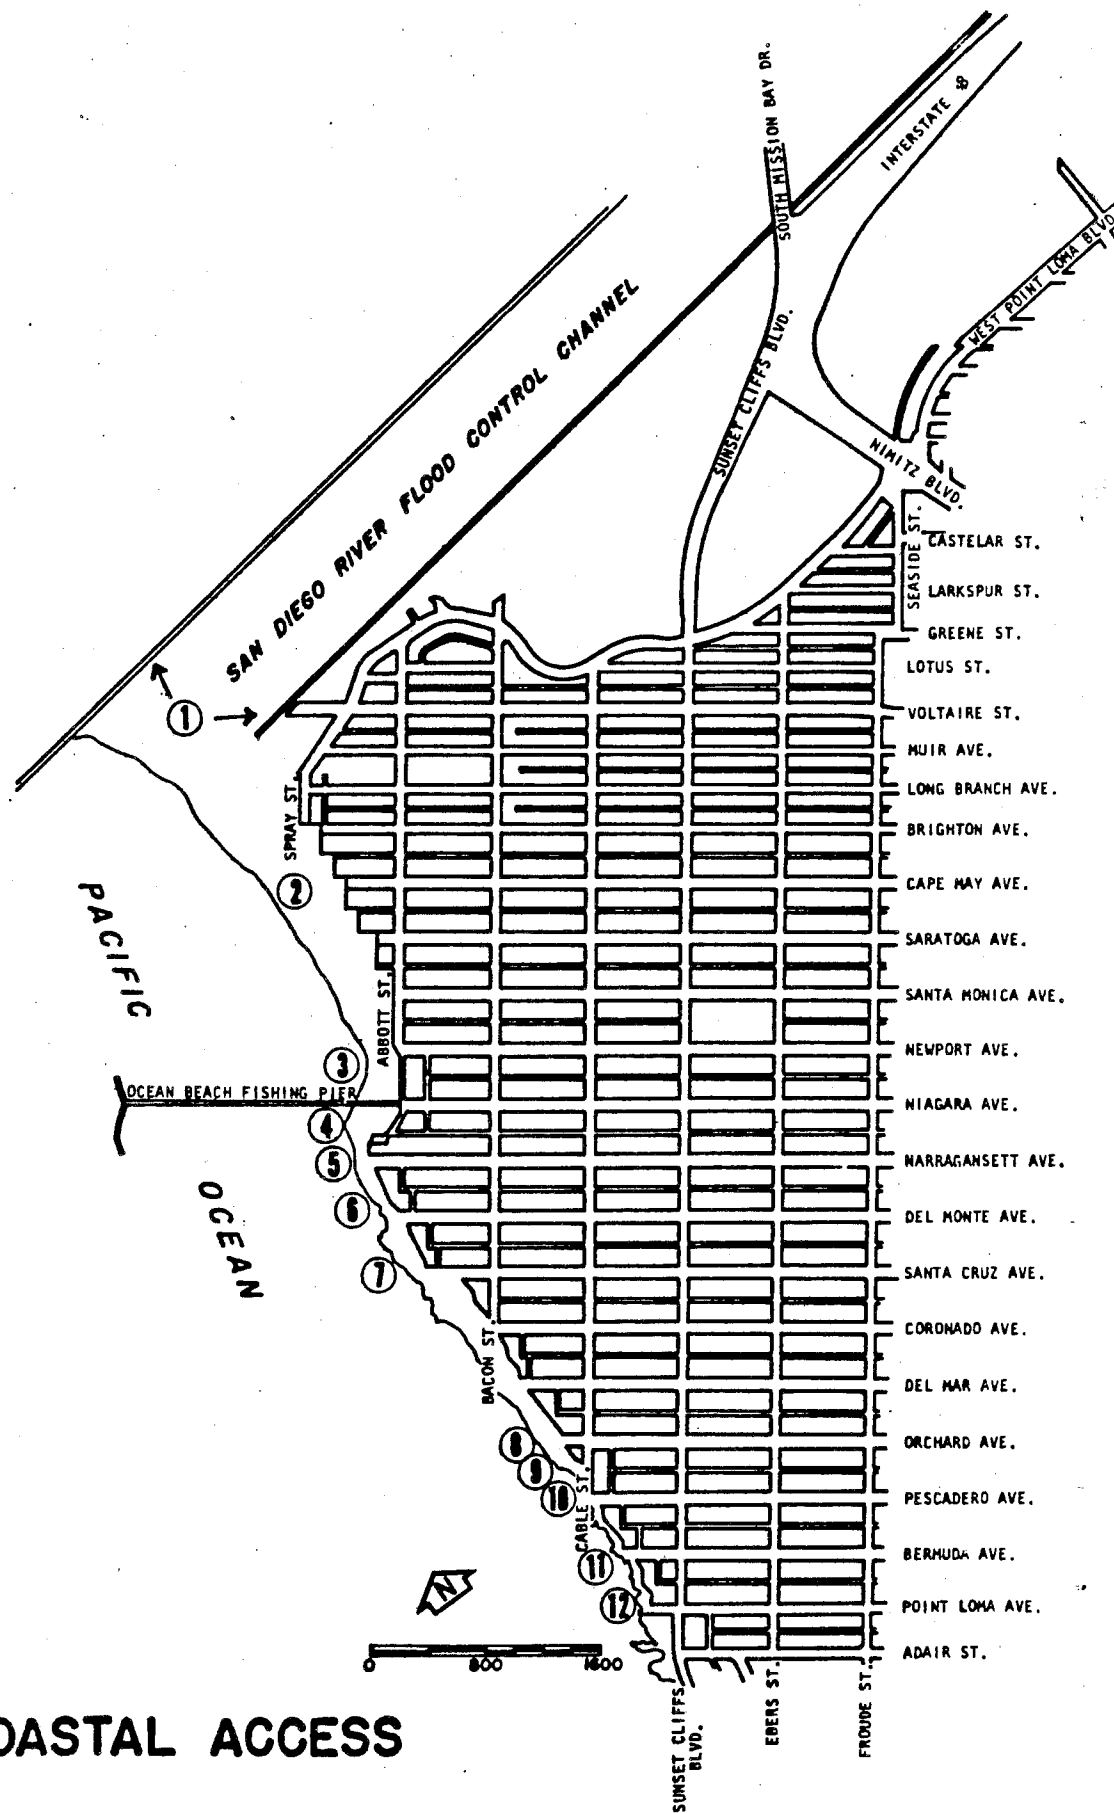 SOUTH MISSION BAY DR.
INTERSTATE 8
WEST POINT LOMA BLVD
SAN DIEGO RIVER FLOOD CONTROL CHANNEL
SUNSET CLIFFS BLVD.
NIMITZ BLVD.
SEASIDE ST.
CASTELAR ST.
LARKSPUR ST.
GREENE ST.
LOTUS ST.
1
VOLTAIRE ST.
MUIR AVE.
LONG BRANCH AVE.
SPRAY ST.
BRIGHTON AVE.
2
CAPE MAY AVE.
PACIFIC
SARATOGA AVE.
SANTA MONICA AVE.
ABBOTT ST.
NEWPORT AVE.
3
OCEAN BEACH FISHING PIER
NIAGARA AVE.
4
5
NARRAGANSETT AVE.
6
DEL MONTE AVE.
OCEAN
7
SANTA CRUZ AVE.
CORONADO AVE.
BACON ST.
DEL MAR AVE.
8
ORCHARD AVE.
9
10
PESCADERO AVE.
CABLE ST.
11
BERMUDA AVE.
N
12
POINT LOMA AVE.
ADAIR ST.
0 800 1600
OASTAL ACCESS
SUNSET CLIFFS
BLVD.
EBERS ST.
FROUDE ST.